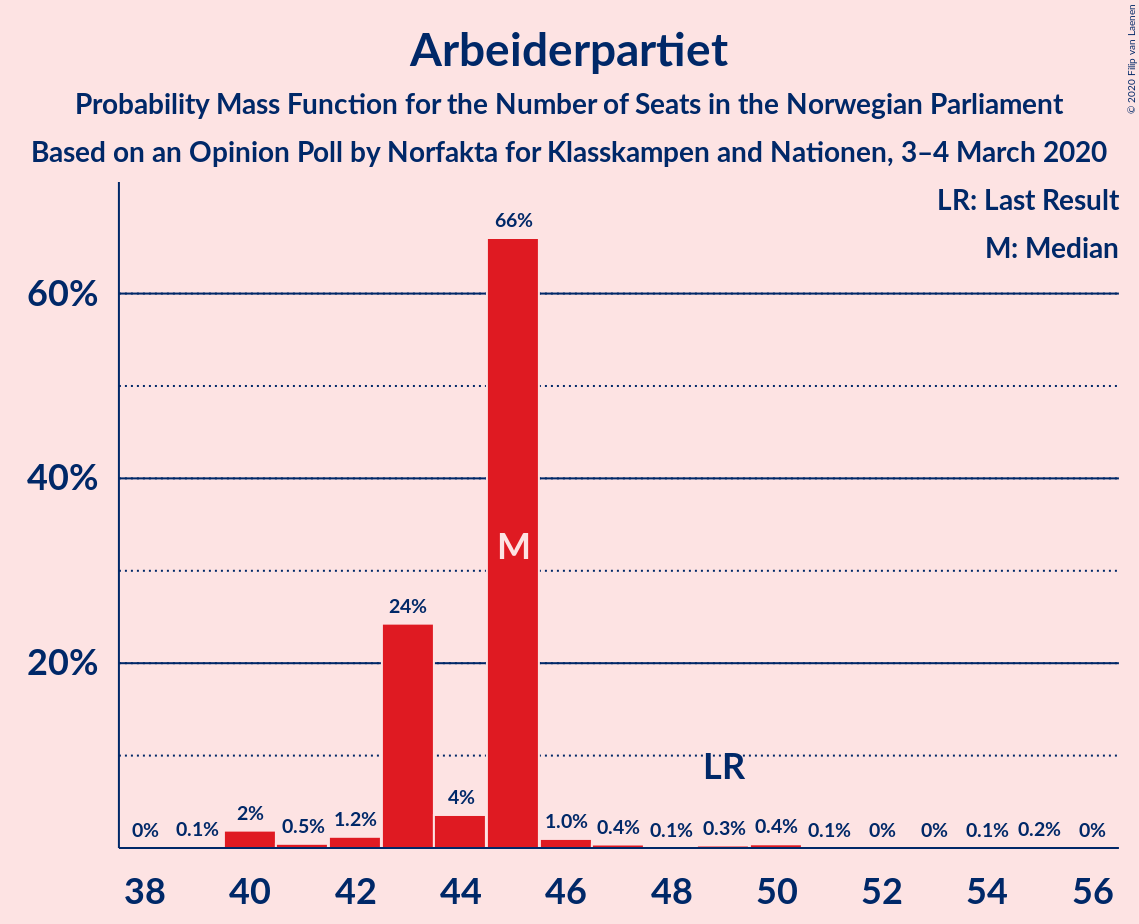 Arbeiderpartiet
Probability Mass Function for the Number of Seats in the Norwegian Parliament
Based on an Opinion Poll by Norfakta for Klasskampen and Nationen, 3–4 March 2020
© 2020 Filip van Laenen
LR: Last Result
M: Median
66%
60%
40%
M
24%
20%
LR
0% 0.1% 2% 0.5% 1.2% 4% 1.0% 0.4% 0.1% 0.3% 0.4% 0.1% 0% 0% 0.1% 0.2% 0%
38 40 42 44 46 48 50 52 54 56